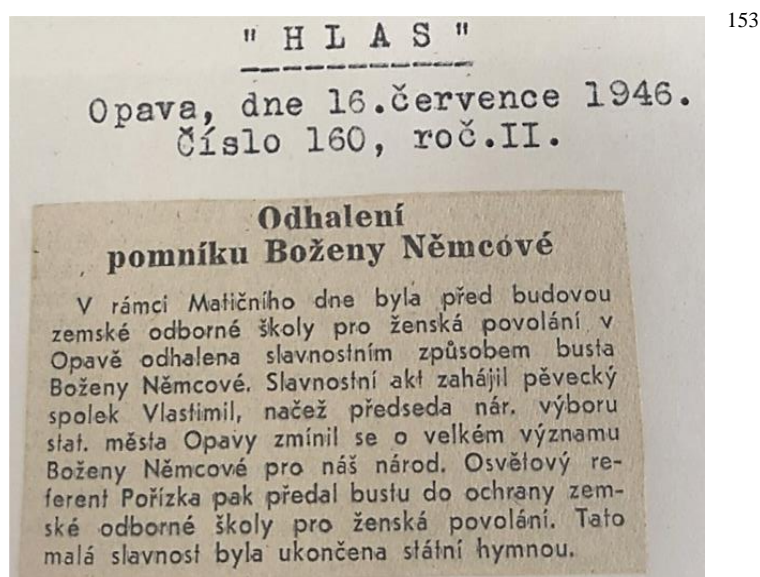 153
"HLAS"
Opava, dne 16.července 1946.
Číslo 160, roč.II.
Odhalení
pomníku Boženy Němcové
V rámci Matičního dne byla před budovou
zemské odborné školy pro ženská povolání v
Opavě odhalena slavnostním způsobem busta
Boženy Němcové. Slavnostní akt zahájil pěvecký
spolek Vlastimil, načež předseda nár. výboru
stat. města Opavy zmínil se o velkém významu
Boženy Němcové pro náš národ. Osvětový re-
ferent Pořízka pak předal bustu do ochrany zem-
ské odborné školy pro ženská povolání. Tato
malá slavnost byla ukončena státní hymnou.